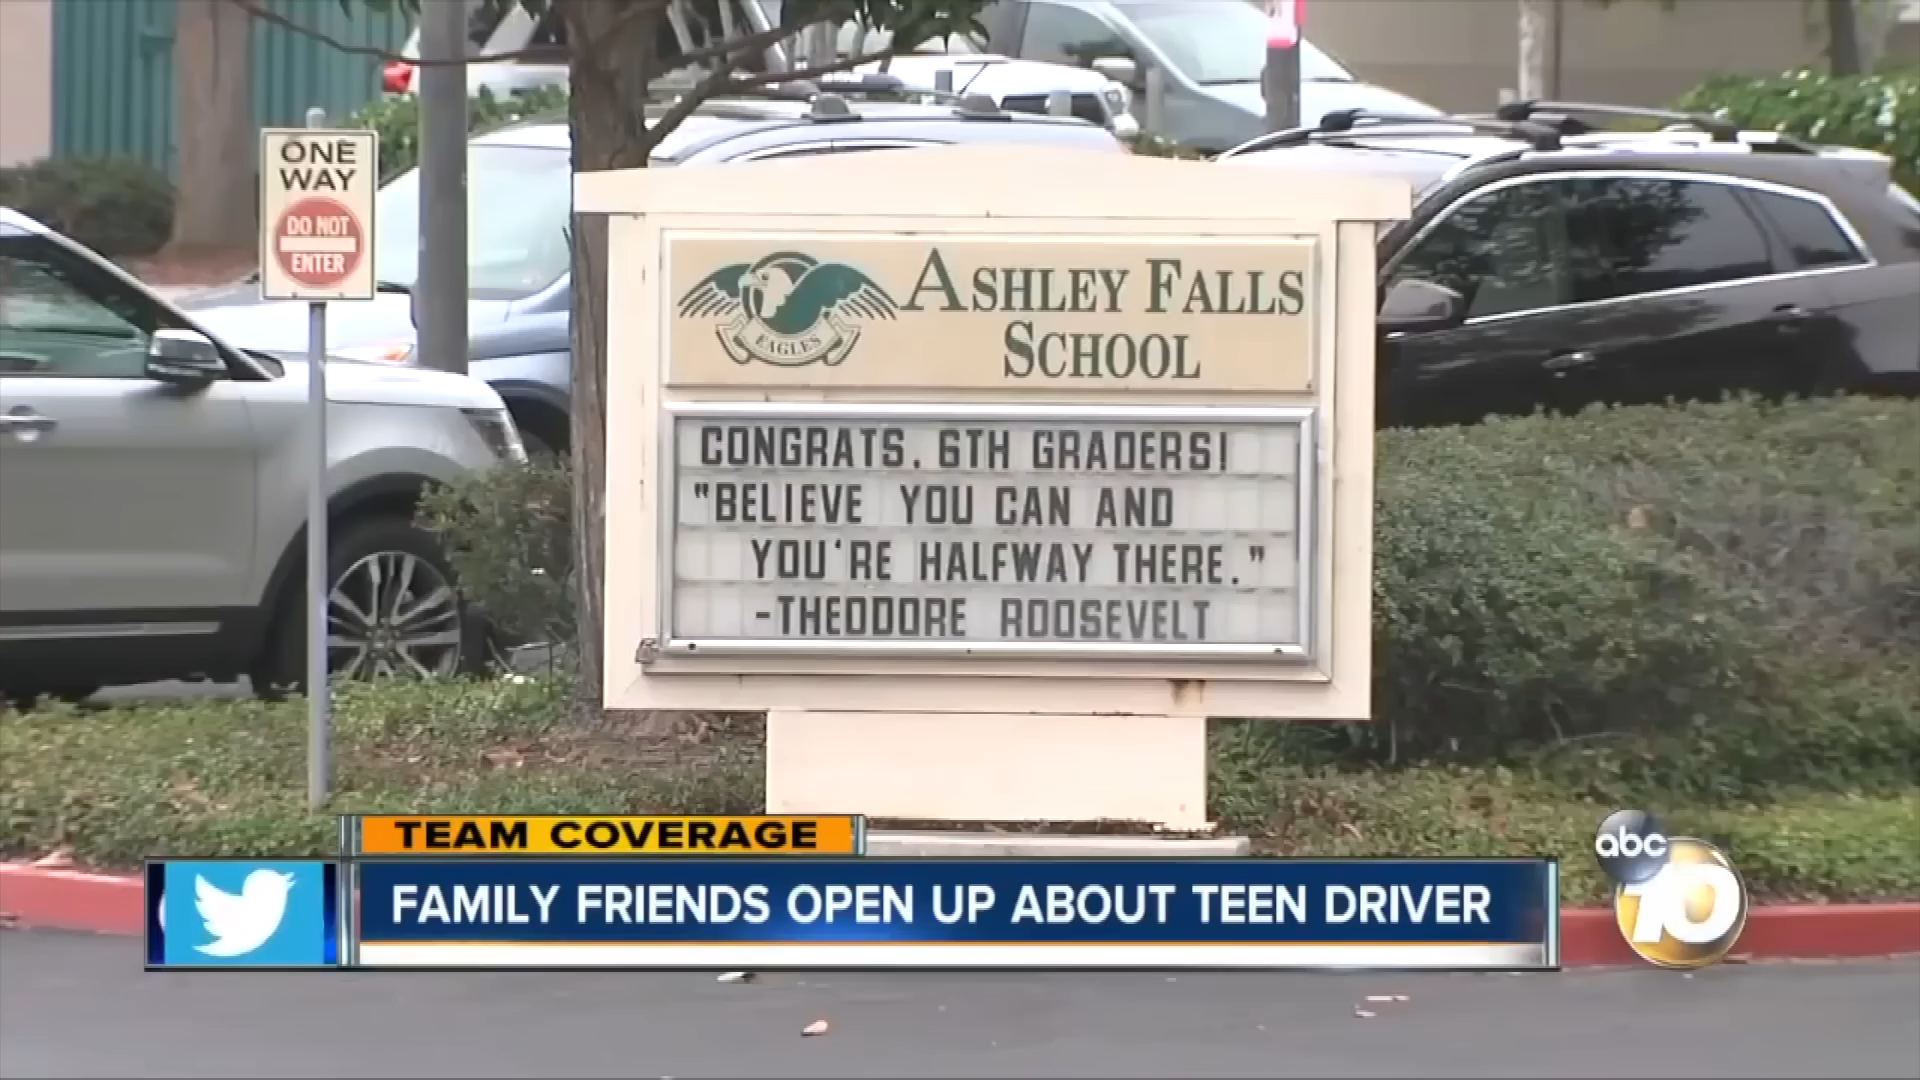 ONE
WAY
DO NOT
ENTER
ASHLEY FALLS
SCHOOL
EAGLES
CONGRATS. 6TH GRADERS!
"BELIEVE YOU CAN AND
YOU'RE HALFWAY THERE."
-THEODORE ROOSEVELT
TEAM COVERAGE
FAMILY FRIENDS OPEN UP ABOUT TEEN DRIVER
abc
10